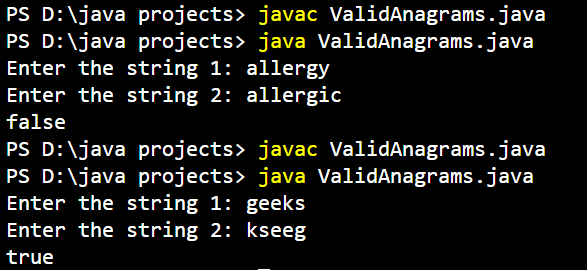 PS D:\java projects> javac ValidAnagrams.java
PS D:\java projects> java ValidAnagrams.java
Enter the string 1: allergy
Enter the string 2: allergic
false
PS D:\java projects> javac ValidAnagrams.java
PS D:\java projects> java ValidAnagrams.java
Enter the string 1: geeks
Enter the string 2: kseeg
true